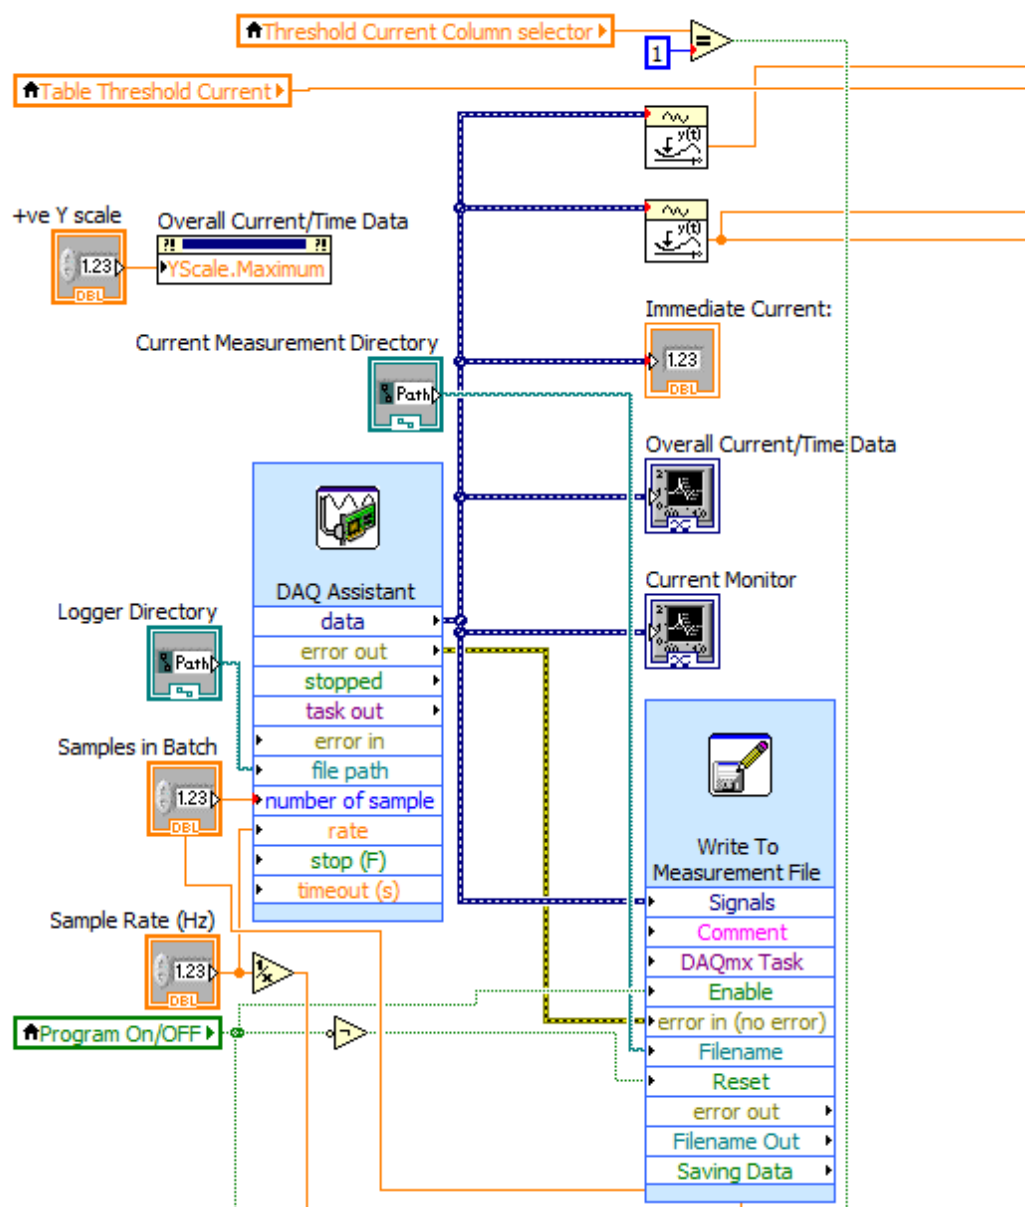 Threshold Current Column selector
=
1
Table Threshold Current
y(t)
+ve Y scale
Overall Current/Time Data
?! ?!
1.23
YScale.Maximum
DBL
y(t)
Immediate Current:
1.23
DBL
Current Measurement Directory
Path
Overall Current/Time Data
Current Monitor
DAQ Assistant
data
error out
stopped
task out
error in
file path
number of sample
rate
stop (F)
timeout (s)
Logger Directory
Path
Samples in Batch
1.23
DBL
Sample Rate (Hz)
1.23
DBL
1/x
Program On/OFF
Write To
Measurement File
Signals
Comment
DAQmx Task
Enable
error in (no error)
Filename
Reset
error out
Filename Out
Saving Data